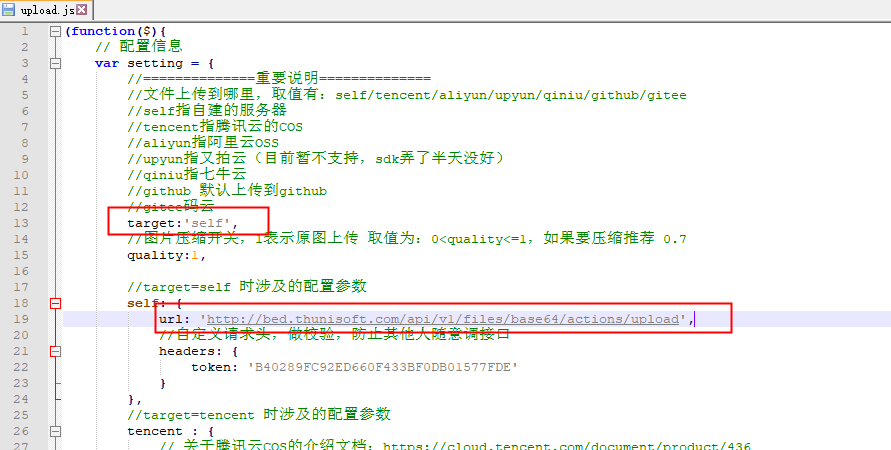 upload.js
1 (function($){
2 // 配置信息
3 var setting = {
4 //==============重要说明==============
5 //文件上传到哪里，取值有：self/tencent/aliyun/upyun/qiniu/github/gitee
6 //self指自建的服务器
7 //tencent指腾讯云的COS
8 //aliyun指阿里云OSS
9 //upyun指又拍云（目前暂不支持，sdk弄了半天没好）
10 //qiniu指七牛云
11 //github 默认上传到github
12 //gitee码云
13 target:'self',
14 //图片压缩开关，1表示原图上传 取值为：0<quality<=1，如果要压缩推荐 0.7
15 quality:1,
16
17 //target=self 时涉及的配置参数
18 self: {
19 url: 'http://bed.thunisoft.com/api/v1/files/base64/actions/upload',
20 //自定义请求头，做校验，防止其他人随意调接口
21 headers: {
22 token: 'B40289FC92ED660F433BF0DB01577FDE'
23 }
24 },
25 //target=tencent 时涉及的配置参数
26 tencent : {
27 // 关于腾讯云COS的介绍文档：https://cloud.tencent.com/document/product/436